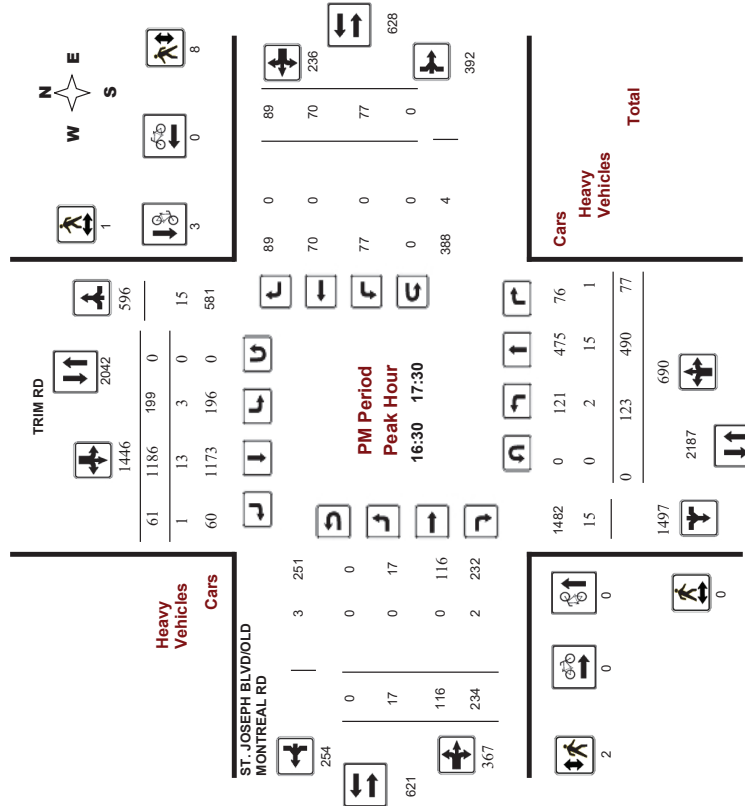 N
W E
S
1
8
3
0
TRIM RD
2042
1446
596
61 1186 199 0
1 13 3 0 15
60 1173 196 0 581
Heavy
Vehicles
Cars
ST. JOSEPH BLVD/OLD
MONTREAL RD
254
3 251
0 0 0
17 0 17
116 0 116
234 2 232
621
367
PM Period
Peak Hour
16:30 17:30
89 0 89
70 0 70
77 0 77
0 0 0
388 4
236
628
392
Cars
Heavy
Vehicles
Total
1482 0 121 475 76
15 0 2 15 1
0 123 490 77
1497
690
2187
0
0
2
0